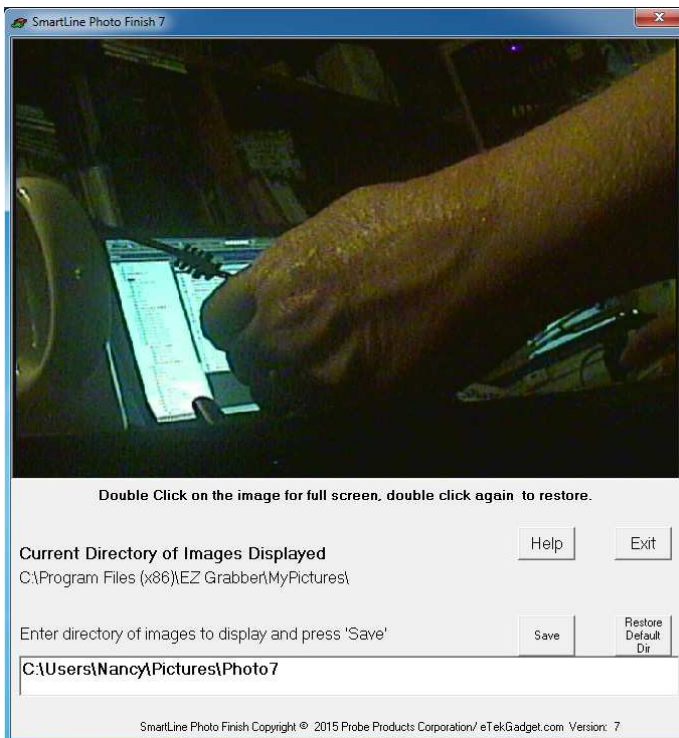 SmartLine Photo Finish 7
Double Click on the image for full screen, double click again to restore.
Help
Exit
Current Directory of Images Displayed
C:\Program Files (x86)\EZ Grabber\MyPictures\
Enter directory of images to display and press 'Save'
Save
Restore
Default
Dir
C:\Users\Nancy\Pictures\Photo7
SmartLine Photo Finish Copyright © 2015 Probe Products Corporation/ eTekGadget.com Version: 7